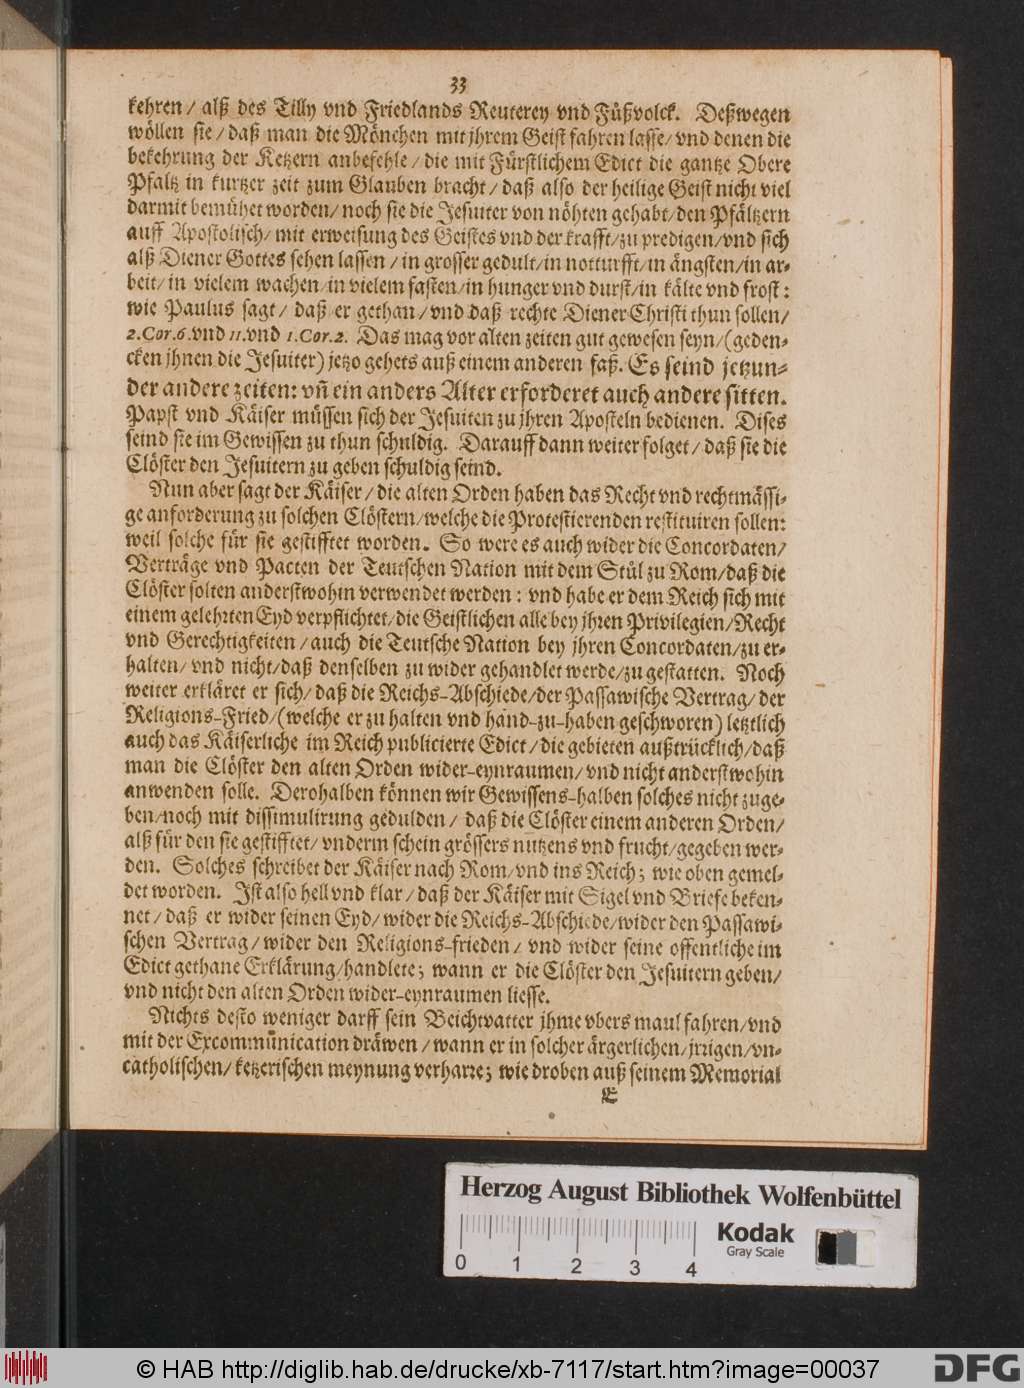 33
kehren / alß des Tilly vnd Friedlands Reuterey vnd Füßvolck. Deßwegen
wöllen sie / daß man die Mönchen mit jhrem Geist fahren lasse / vnd denen die
bekehrung der Ketzern anbefehle / die mit Fürstlichem Edict die gantze Obere
Pfaltz in kurtzer zeit zum Glauben bracht / daß also der heilige Geist nicht viel
darmit bemühet worden / noch sie die Jesuiter von nöhten gehabt / den Pfältzern
auff Apostolisch / mit erweisung des Geistes vnd der krafft / zu predigen / vnd sich
alß Diener Gottes sehen lassen / in grosser gedult / in notturfft / in ängsten / in ar-
beit / in vielem wachen / in vielem fasten / in hunger vnd durst / in kälte vnd frost:
wie Paulus sagt / daß er gethan / vnd daß rechte Diener Christi thun sollen /
2. Cor. 6. vnd 11. vnd 1. Cor. 2. Das mag vor alten zeiten gut gewesen seyn / (geden-
cken jhnen die Jesuiter) jetzo gehets auß einem anderen faß. Es seind jetzun-
der andere zeiten: vñ ein anders Alter erforderet auch andere sitten.
Papst vnd Käiser müssen sich der Jesuiten zu jhren Aposteln bedienen. Dises
seind sie im Gewissen zu thun schuldig. Darauff dann weiter folget / daß sie die
Clöster den Jesuitern zu geben schuldig seind.
Nun aber sagt der Käiser / die alten Orden haben das Recht vnd rechtmässi-
ge anforderung zu solchen Clöstern / welche die Protestierenden restituiren sollen:
weil solche für sie gestifftet worden. So were es auch wider die Concordaten /
Verträge vnd Pacten der Teutschen Nation mit dem Stůl zu Rom / daß die
Clöster solten anderstwohin verwendet werden: vnd habe er dem Reich sich mit
einem gelehrten Eyd verpflichtet / die Geistlichen alle bey jhren Privilegien / Recht
vnd Gerechtigkeiten / auch die Teutsche Nation bey jhren Concordaten / zu er-
halten / vnd nicht / daß denselben zu wider gehandlet werde / zu gestatten. Noch
weiter erkläret er sich / daß die Reichs-Abschiede / der Passawische Vertrag / der
Religions-Fried / (welche er zu halten vnd hand-zu-haben geschworen) letztlich
auch das Käiserliche im Reich publicierte Edict / die gebieten außtrücklich / daß
man die Clöster den alten Orden wider-eynraumen / vnd nicht anderstwohin
anwenden solle. Derohalben können wir Gewissens-halben solches nicht zuge-
ben / noch mit dissimulirung gedulden / daß die Clöster einem anderen Orden /
alß für den sie gestifftet / vnderm schein grössers nutzens vnd frucht / gegeben wer-
den. Solches schreibet der Käiser nach Rom / vnd ins Reich; wie oben gemel-
det worden. Ist also hell vnd klar / daß der Käiser mit Sigel vnd Briefe beken-
net / daß er wider seinen Eyd / wider die Reichs-Abschiede / wider den Passawi-
schen Vertrag / wider den Religions-frieden / vnd wider seine offentliche im
Edict gethane Erklärung / handlete; wann er die Clöster den Jesuitern geben /
vnd nicht den alten Orden wider-eynraumen liesse.
Nichts desto weniger darff sein Beichtvatter jhme vbers maul fahren / vnd
mit der Excommunication dräwen / wann er in solcher ärgerlichen / jrrigen / vn-
catholischen / ketzerischen meynung verharre; wie droben auß seinem Memorial
E
Herzog August Bibliothek Wolfenbüttel
Kodak
Gray Scale
0 1 2 3 4
© HAB http://diglib.hab.de/drucke/xb-7117/start.htm?image=00037
DFG